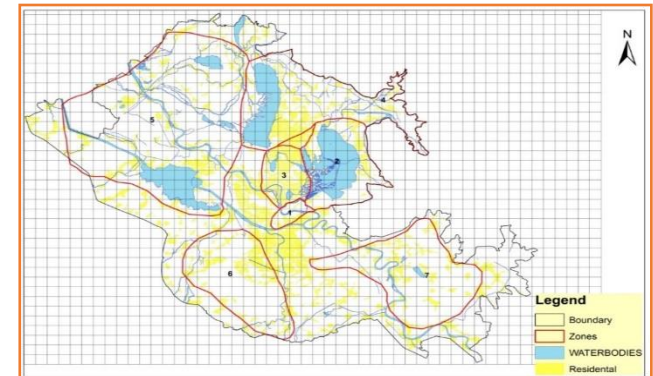 N
4
5
2
3
1
6
7
Legend
Boundary
Zones
WATERBODIES
Residental